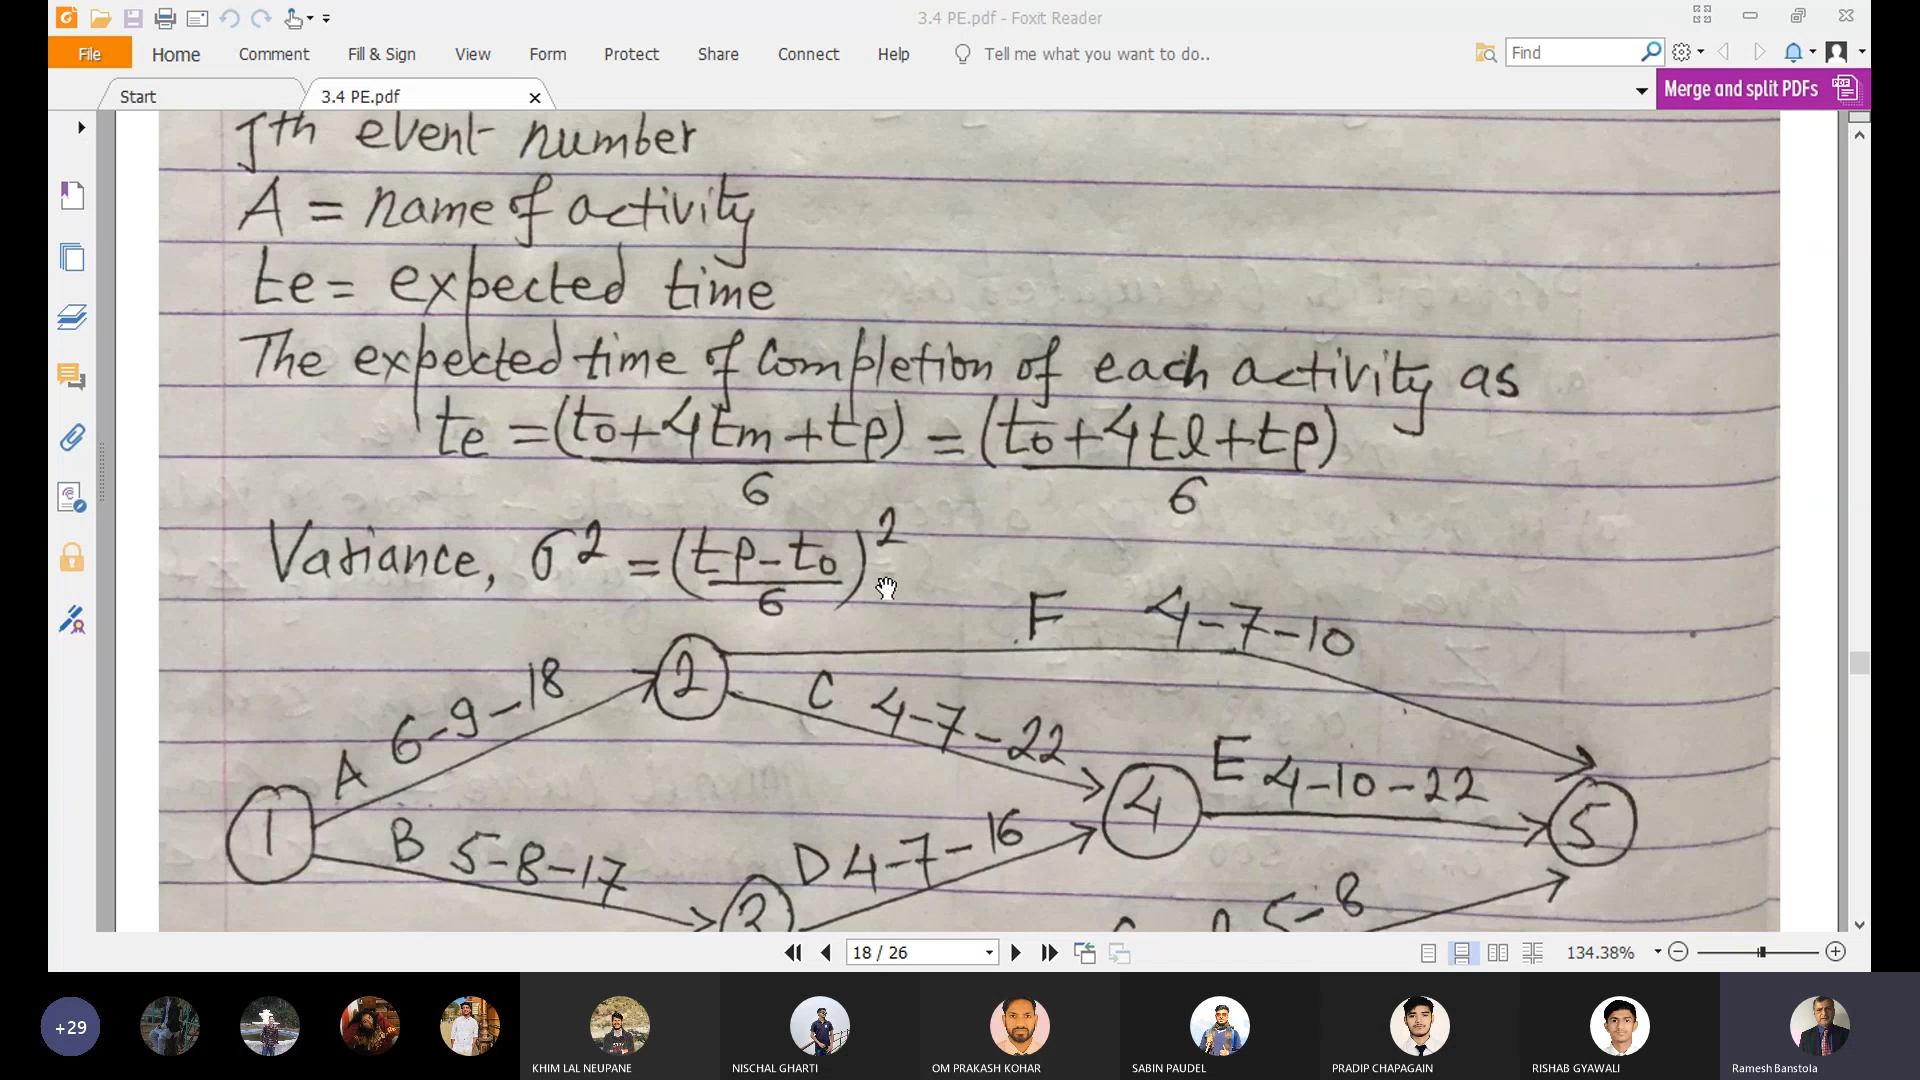 3.4 PE.pdf - Foxit Reader
File Home Comment Fill & Sign View Form Protect Share Connect Help Tell me what you want to do.. Find
Start 3.4 PE.pdf Merge and split PDFs
Jth event number
A = name of activity
te = expected time
The expected time of completion of each activity as
te = (to+4tm+tp) = (to+4tl+tp)
6 6
Variance, σ2 = (tp-to)2
6
F 4-7-10
A 6-9-18
2
C 4-7-22
1
B 5-8-17
D 4-7-16
4
E 4-10-22
5
18 / 26 134.38%
+29
KHIM LAL NEUPANE NISCHAL GHARTI OM PRAKASH KOHAR SABIN PAUDEL PRADIP CHAPAGAIN RISHAB GYAWALI Ramesh Banstola